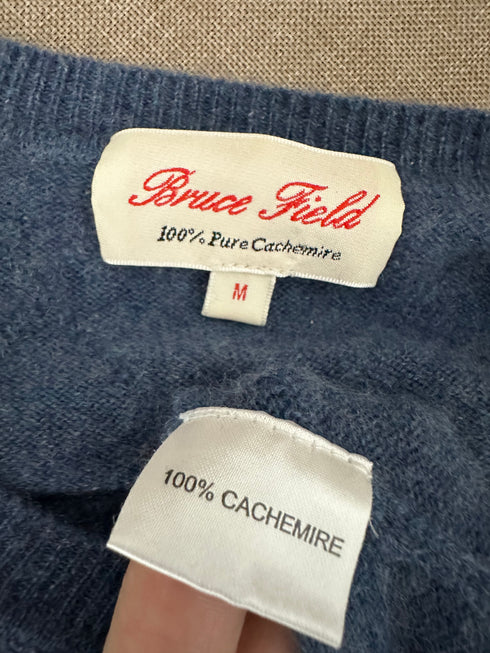 Bruce Field
100% Pure Cachemire
M
100% CACHEMIRE